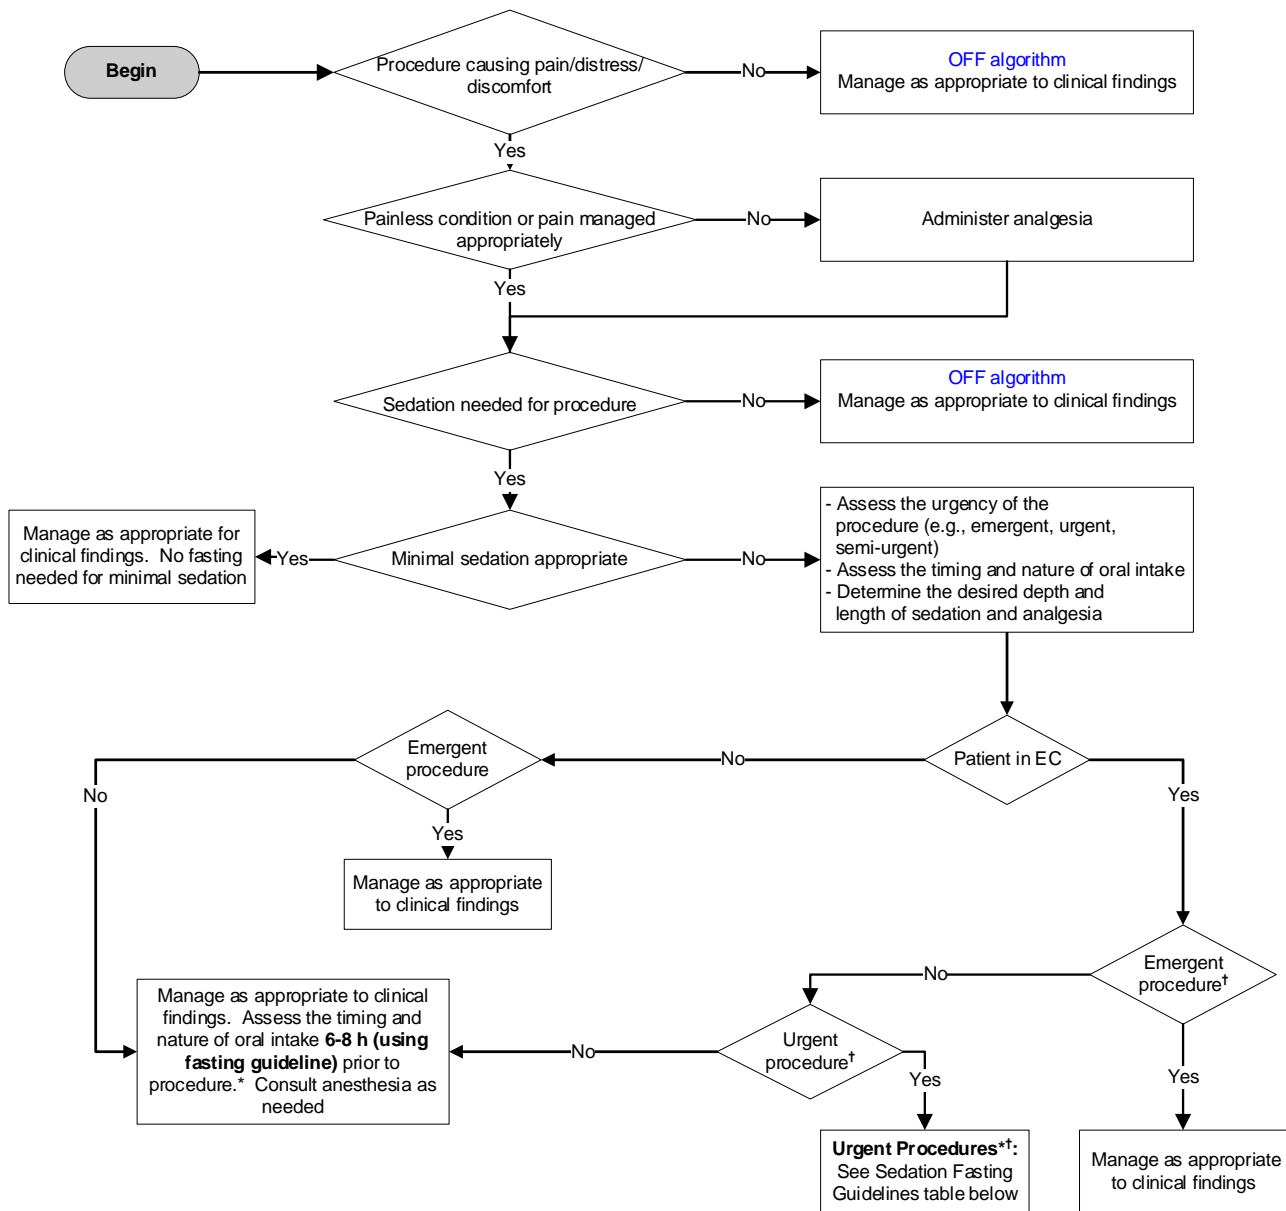 Begin
Procedure causing pain/distress/
discomfort
No
OFF algorithm
Manage as appropriate to clinical findings
Yes
Painless condition or pain managed
appropriately
No
Administer analgesia
Yes
Sedation needed for procedure
No
OFF algorithm
Manage as appropriate to clinical findings
Yes
Manage as appropriate for
clinical findings.  No fasting
needed for minimal sedation
Yes
Minimal sedation appropriate
No
- Assess the urgency of the
procedure (e.g., emergent, urgent,
semi-urgent)
- Assess the timing and nature of oral intake
- Determine the desired depth and
length of sedation and analgesia
Patient in EC
No
Emergent
procedure
No
Yes
Manage as appropriate
to clinical findings
Yes
Emergent
procedure†
No
Urgent
procedure†
No
Manage as appropriate to clinical
findings.  Assess the timing and
nature of oral intake 6-8 h (using
fasting guideline) prior to
procedure.*  Consult anesthesia as
needed
Yes
Urgent Procedures*†:
See Sedation Fasting
Guidelines table below
Yes
Manage as appropriate
to clinical findings